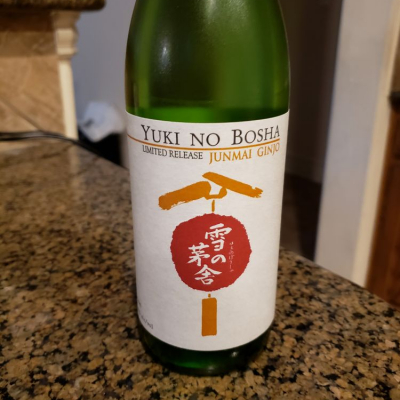 YUKI NO BOSHA
LIMITED RELEASE JUNMAI GINJO
雪の茅舎